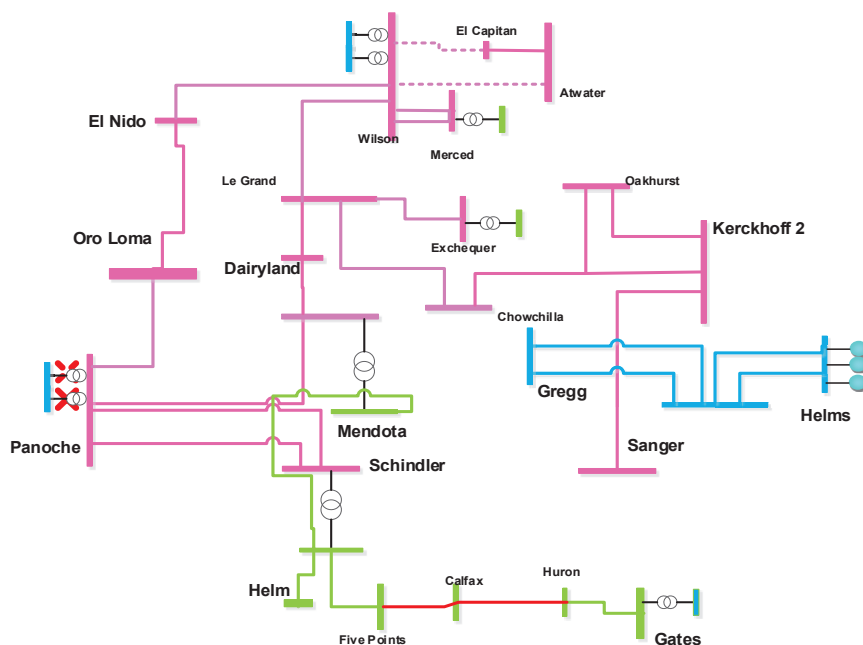 El Capitan
Atwater
El Nido
Wilson
Merced
Le Grand
Oakhurst
Kerckhoff 2
Oro Loma
Exchequer
Dairyland
Chowchilla
Gregg
Helms
Panoche
Mendota
Sanger
Schindler
Helm
Calfax
Huron
Five Points
Gates